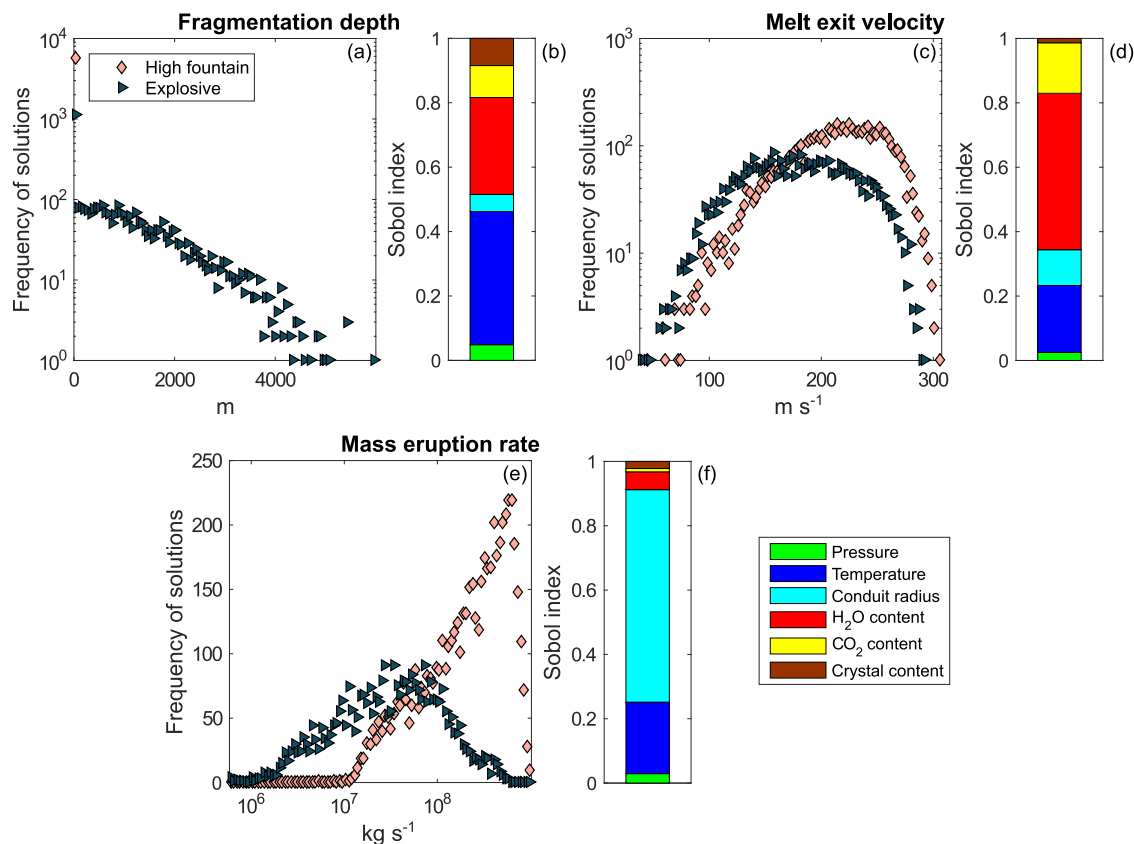 Fragmentation depth
(a)
High fountain
Explosive
Frequency of solutions
10^4
10^3
10^2
10^1
10^0
0
2000
4000
m
(b)
Sobol index
1
0.8
0.6
0.4
0.2
0
Melt exit velocity
(c)
Frequency of solutions
10^3
10^2
10^1
10^0
100
200
300
m s^-1
(d)
Sobol index
1
0.8
0.6
0.4
0.2
0
Mass eruption rate
(e)
Frequency of solutions
250
200
150
100
50
0
10^6
10^7
10^8
kg s^-1
(f)
Sobol index
1
0.8
0.6
0.4
0.2
0
Pressure
Temperature
Conduit radius
H_2O content
CO_2 content
Crystal content